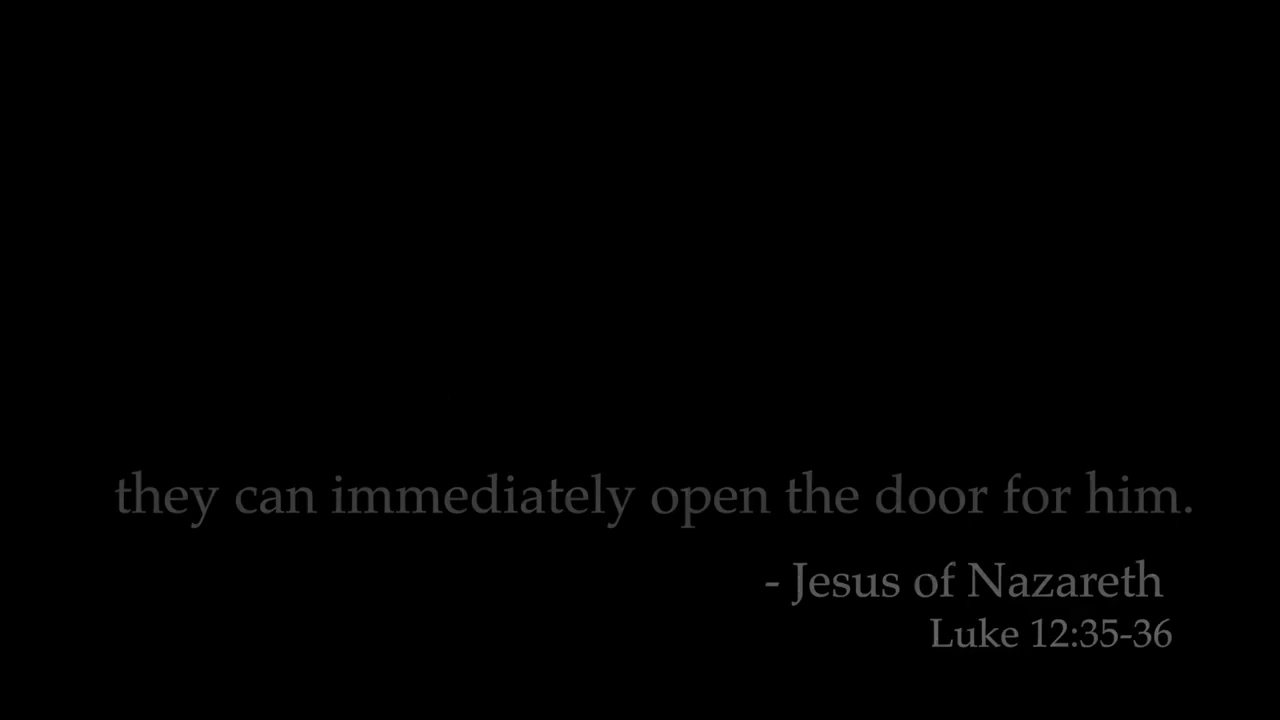 they can immediately open the door for him.
- Jesus of Nazareth
Luke 12:35-36